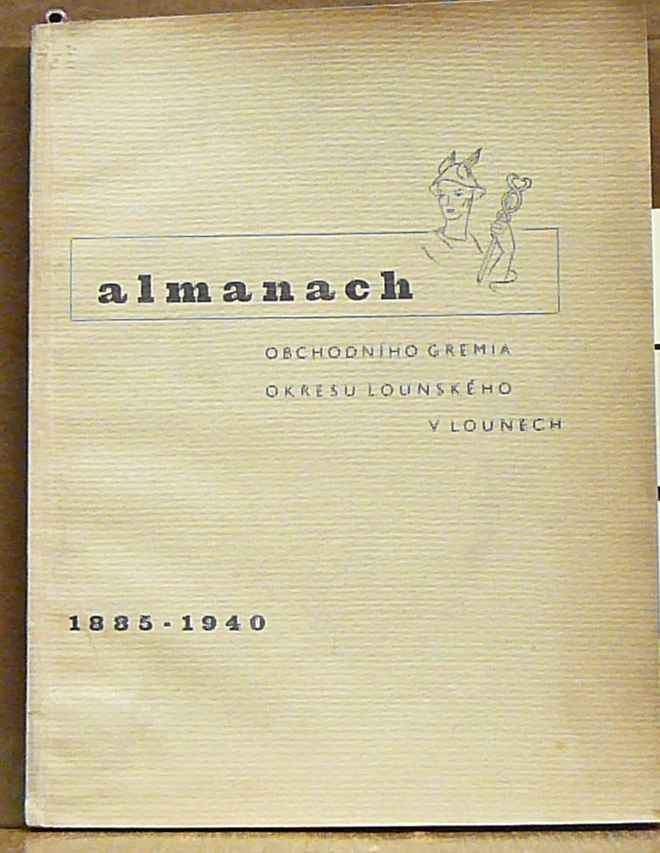 almanach
OBCHODNÍHO GREMIA
OKRESU LOUNSKÉHO
V LOUNECH
1885-1940